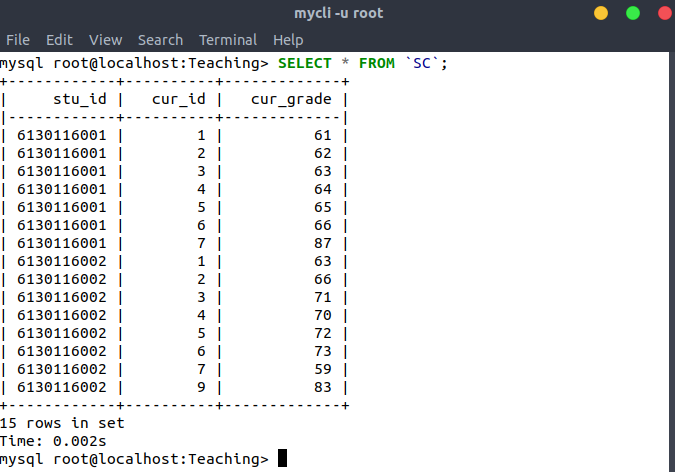 mycli -u root
File Edit View Search Terminal Help
mysql root@localhost:Teaching> SELECT * FROM `SC`;
+------------+----------+-------------+
|     stu_id |   cur_id |   cur_grade |
|------------+----------+-------------|
| 6130116001 |        1 |          61 |
| 6130116001 |        2 |          62 |
| 6130116001 |        3 |          63 |
| 6130116001 |        4 |          64 |
| 6130116001 |        5 |          65 |
| 6130116001 |        6 |          66 |
| 6130116001 |        7 |          87 |
| 6130116002 |        1 |          63 |
| 6130116002 |        2 |          66 |
| 6130116002 |        3 |          71 |
| 6130116002 |        4 |          70 |
| 6130116002 |        5 |          72 |
| 6130116002 |        6 |          73 |
| 6130116002 |        7 |          59 |
| 6130116002 |        9 |          83 |
+------------+----------+-------------+
15 rows in set
Time: 0.002s
mysql root@localhost:Teaching>